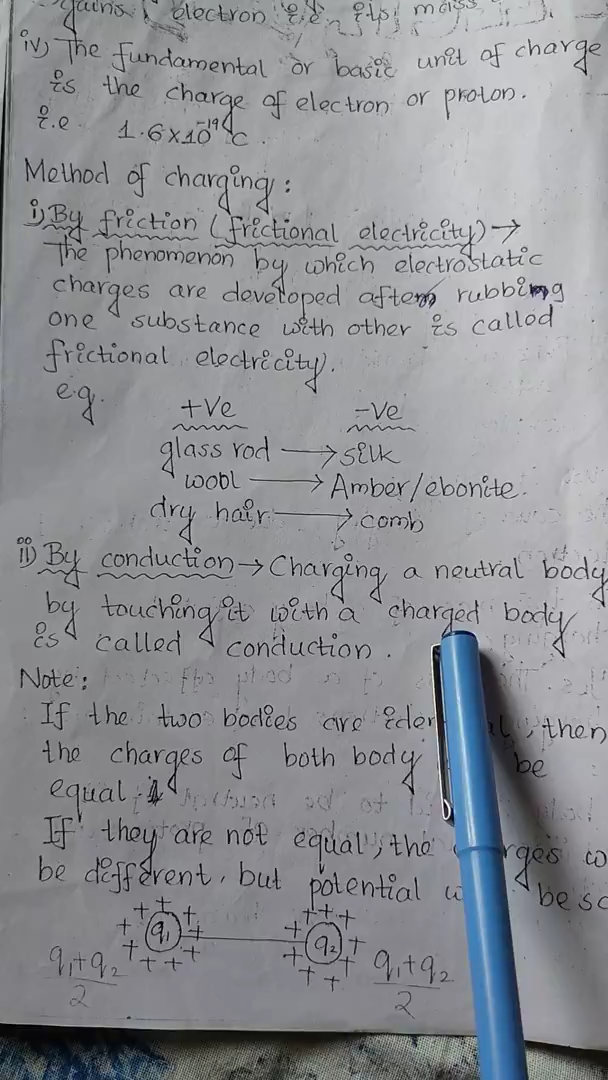 gains electron i.e. its mass
iv) The fundamental or basic unit of charge
is the charge of electron or proton.
i.e 1.6x10⁻¹⁹C.
Method of charging:
i) By friction (frictional electricity) →
The phenomenon by which electrostatic
charges are developed after rubbing
one substance with other is called
frictional electricity.
e.g.
+Ve -Ve
glass rod → silk
wool → Amber/ebonite.
dry hair → comb
ii) By conduction → Charging a neutral body
by touching it with a charged body
is called conduction.
Note:
If the two bodies are , then
the charges of both body be
equal.
If they are not equal, the
be different, but potential be
q₁ q₂
q₁+q₂/2 q₁+q₂/2